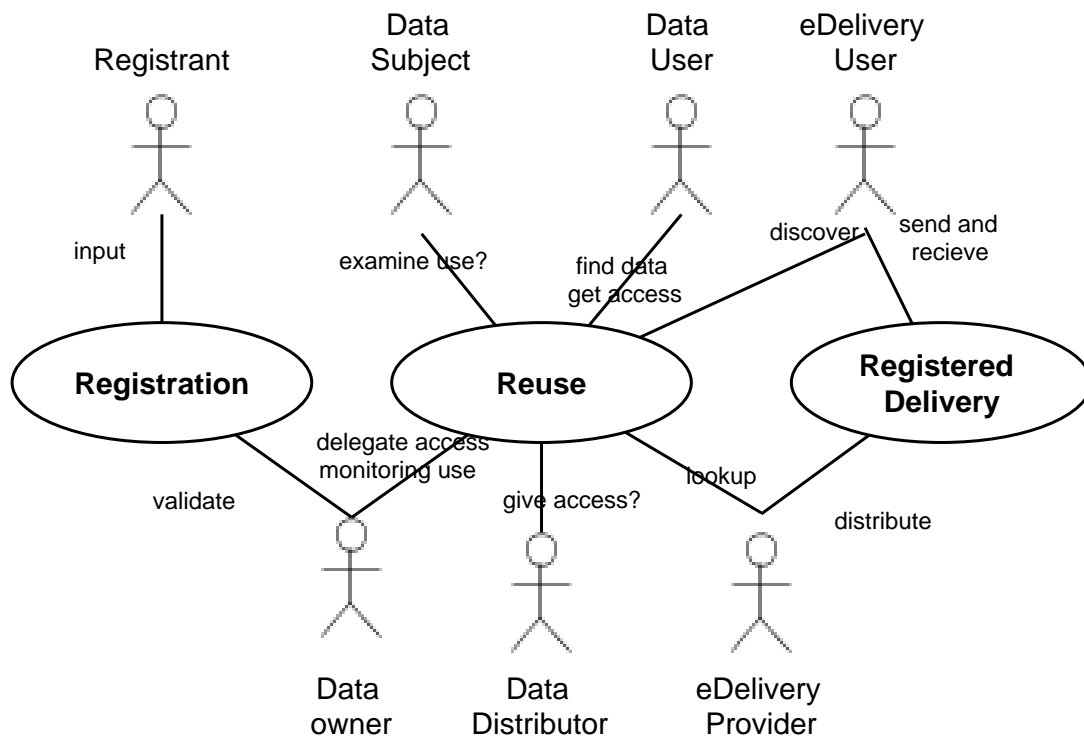 Registrant
Data
Subject
Data
User
eDelivery
User
input
examine use?
find data
get access
discover
send and
recieve
Registration
Reuse
Registered
Delivery
validate
delegate access
monitoring use
give access?
lookup
distribute
Data
owner
Data
Distributor
eDelivery
Provider